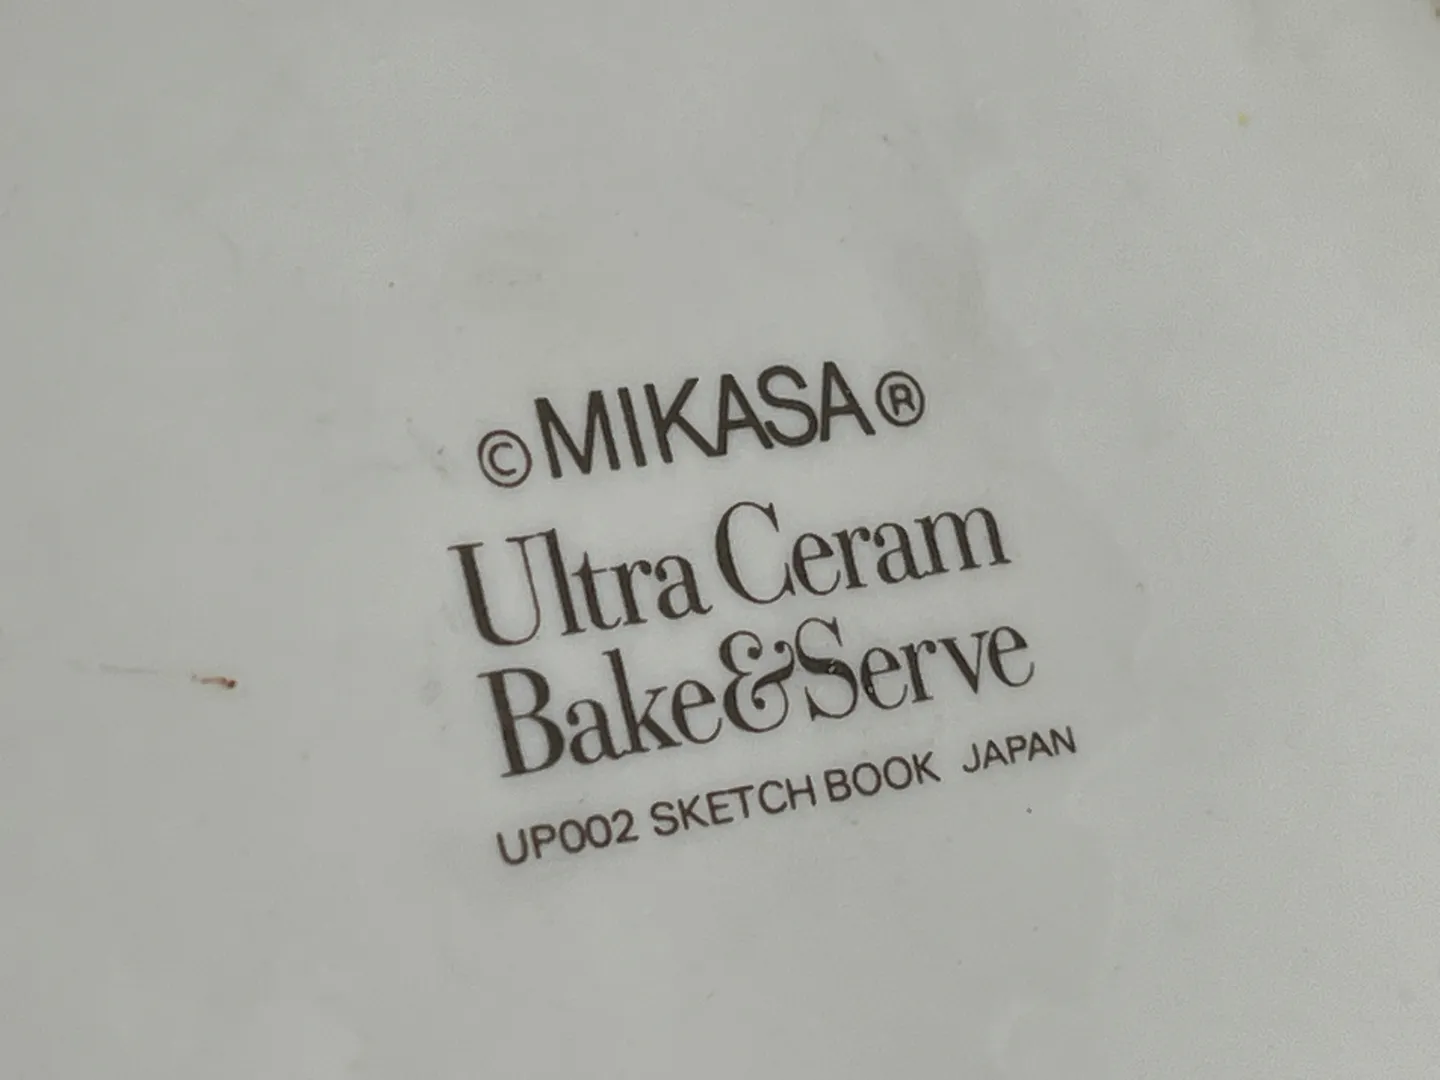 ©MIKASA®
Ultra Ceram
Bake&Serve
UP002 SKETCH BOOK JAPAN